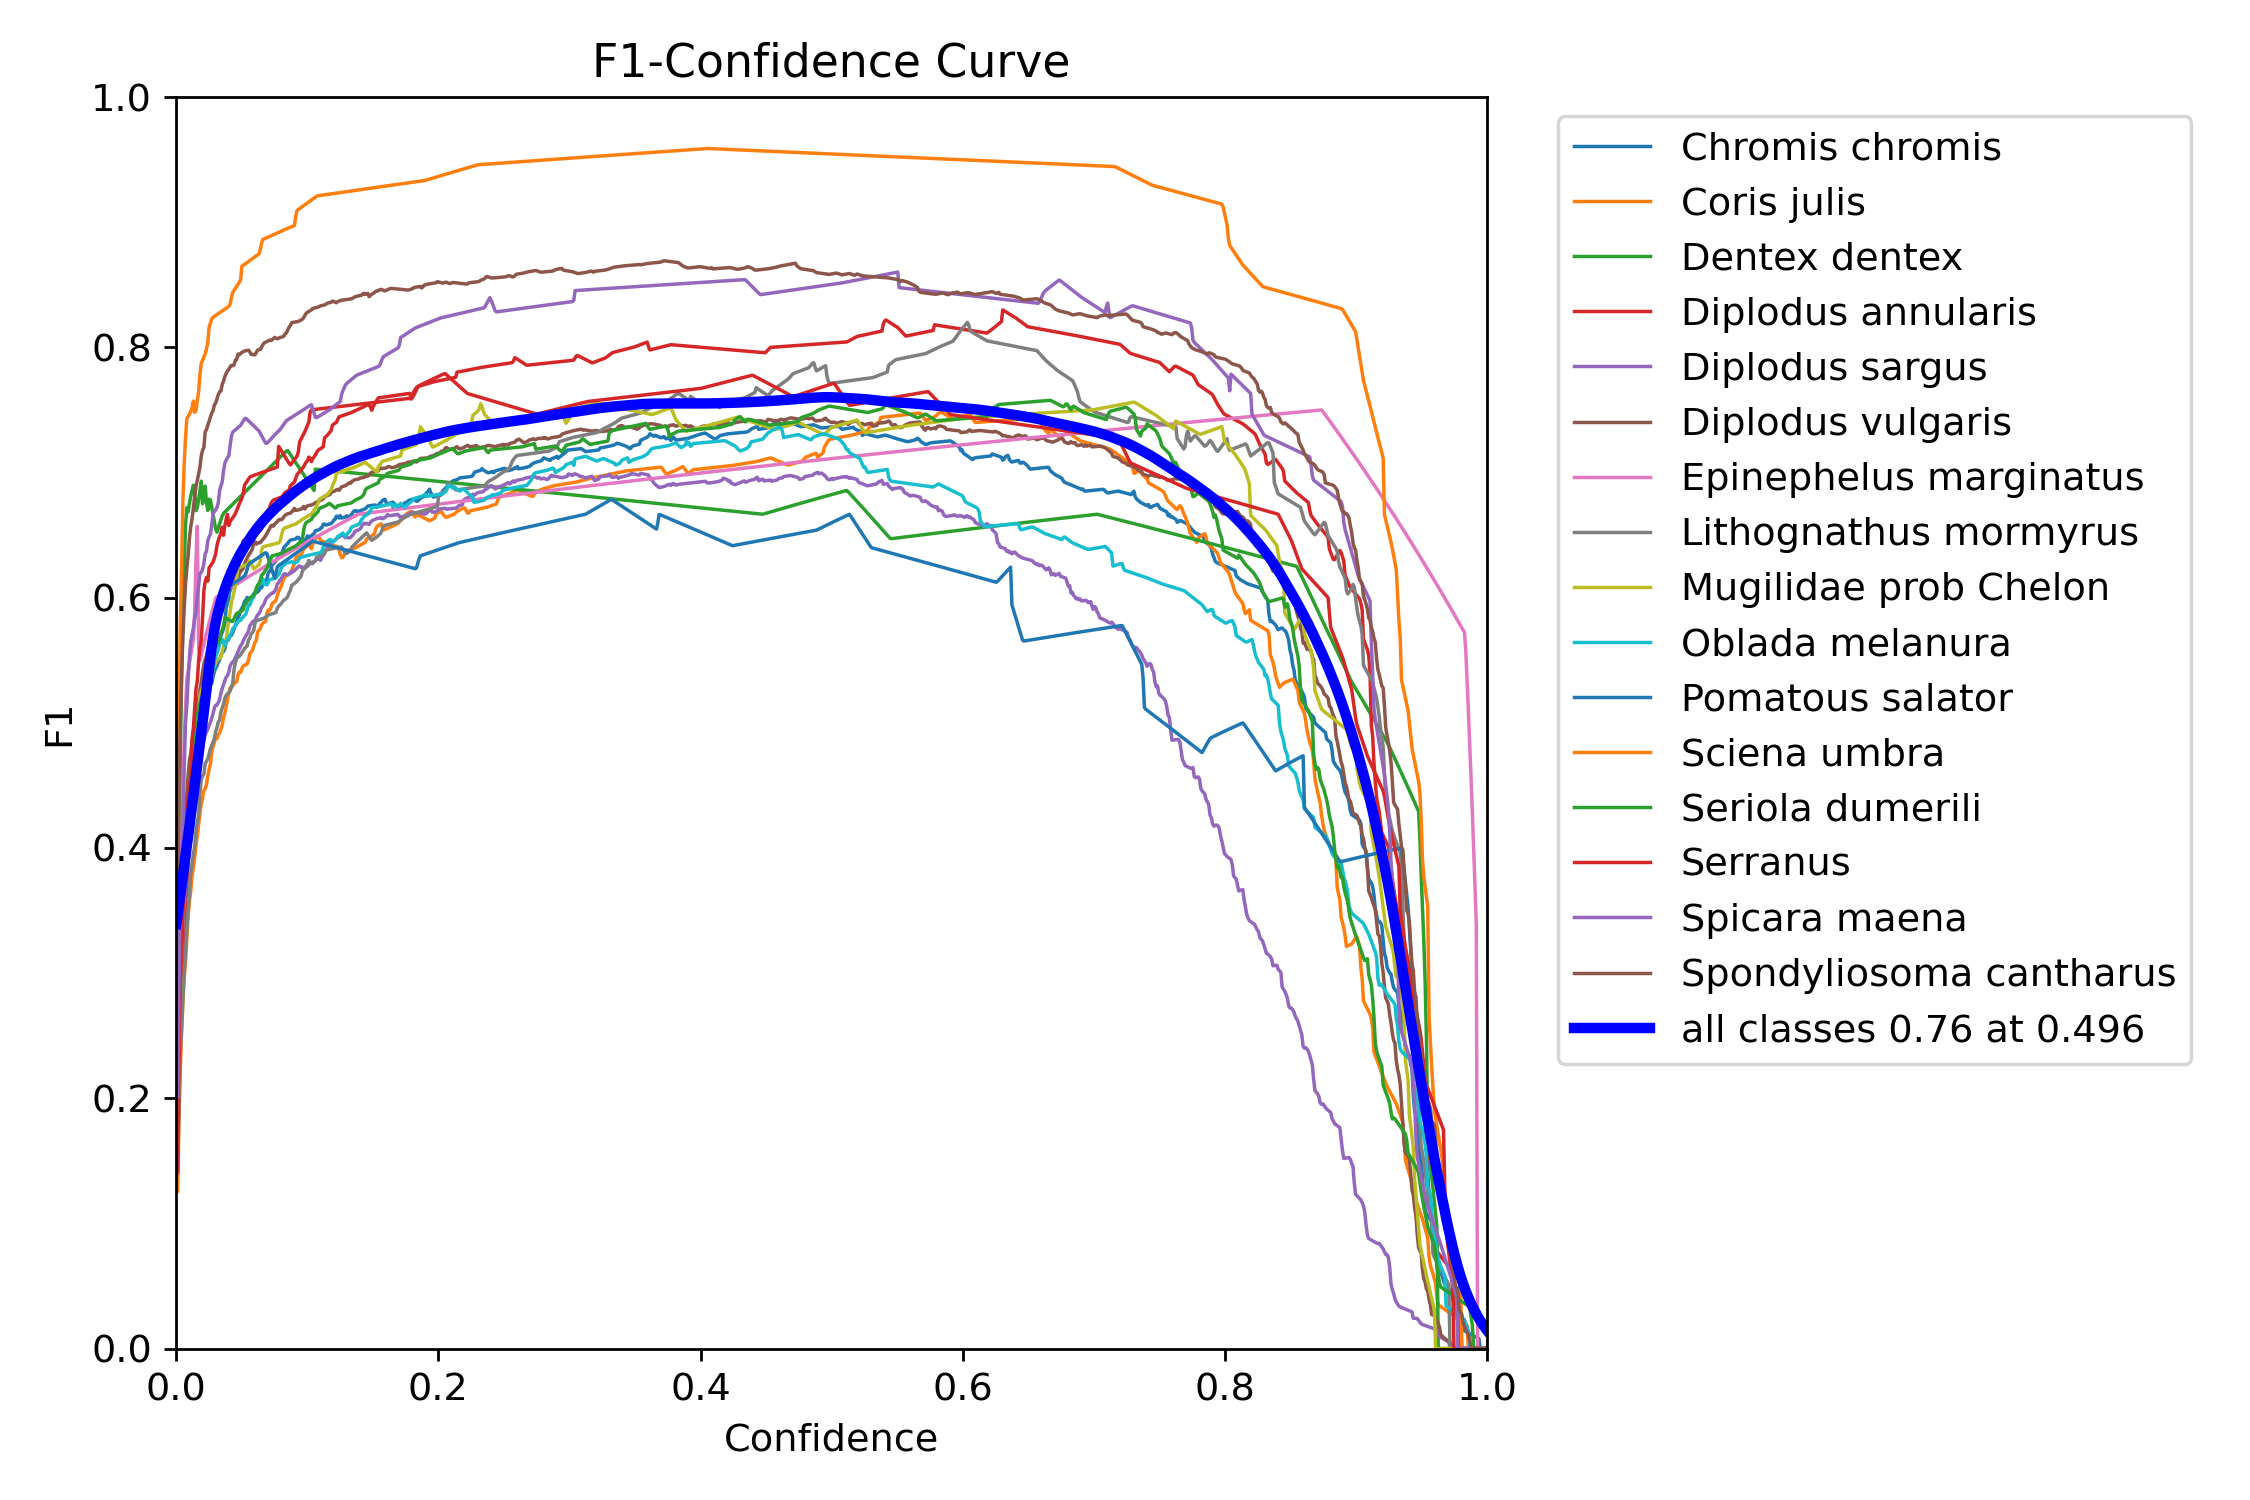 F1-Confidence Curve
1.0
0.8
0.6
0.4
0.2
0.0
F1
0.0 0.2 0.4 0.6 0.8 1.0
Confidence
Chromis chromis
Coris julis
Dentex dentex
Diplodus annularis
Diplodus sargus
Diplodus vulgaris
Epinephelus marginatus
Lithognathus mormyrus
Mugilidae prob Chelon
Oblada melanura
Pomatous salator
Sciena umbra
Seriola dumerili
Serranus
Spicara maena
Spondyliosoma cantharus
all classes 0.76 at 0.496